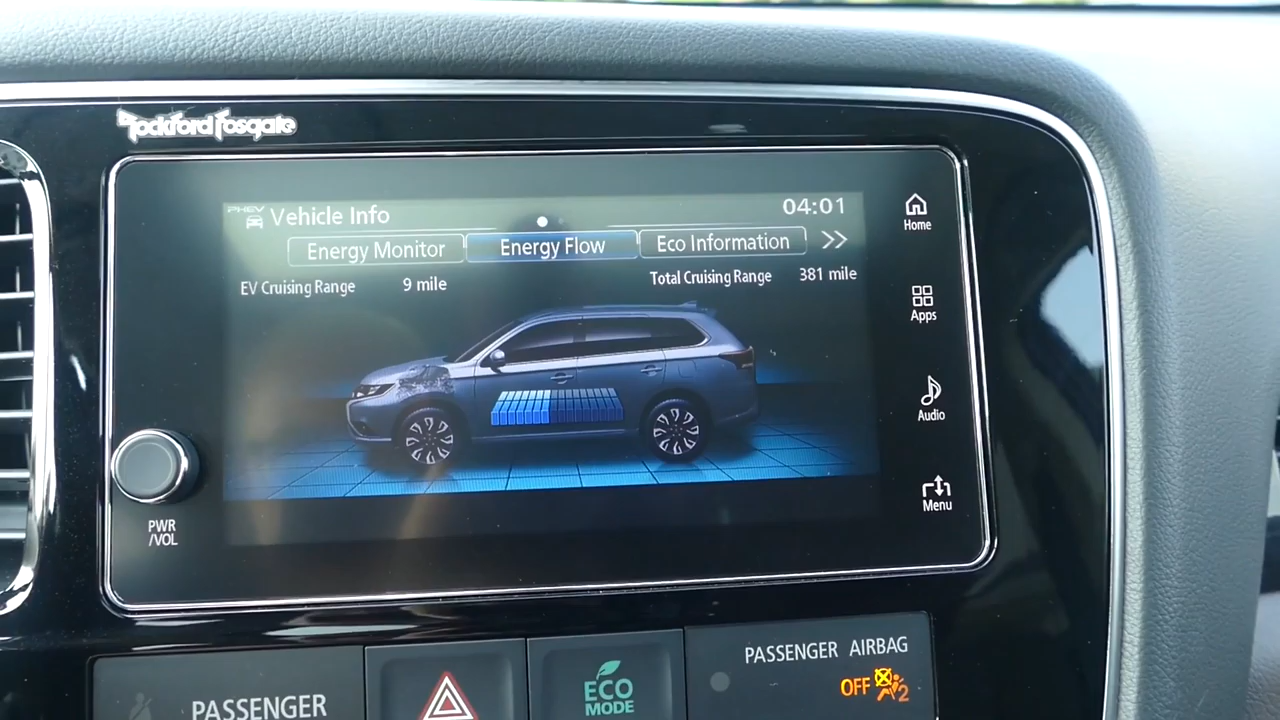 Rockford Fosgate
PHEV
Vehicle Info
04:01
Energy Monitor
Energy Flow
Eco Information
EV Cruising Range 9 mile
Total Cruising Range 381 mile
Home
Apps
Audio
Menu
PWR
/VOL
PASSENGER
ECO
MODE
PASSENGER AIRBAG
OFF
2